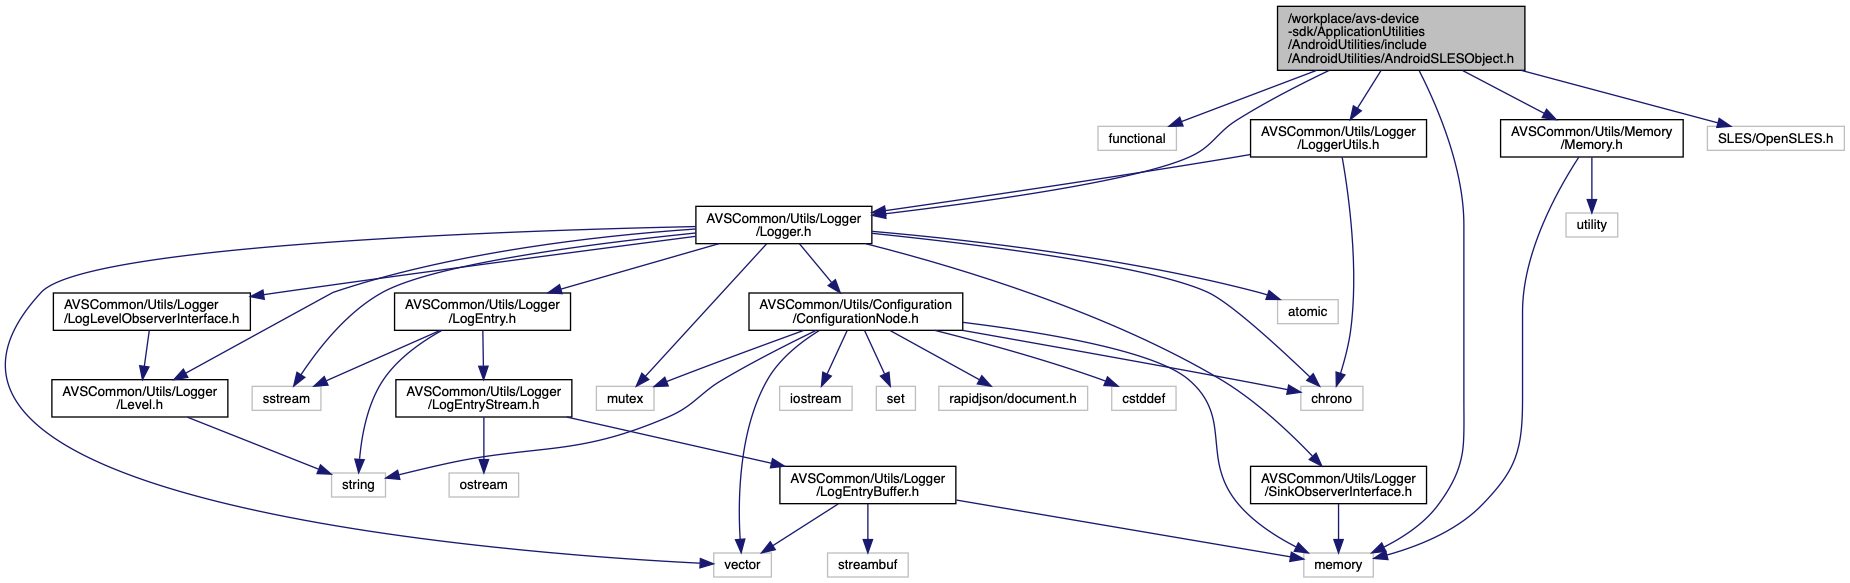 /workplace/avs-device
-sdk/ApplicationUtilities
/AndroidUtilities/include
/AndroidUtilities/AndroidSLESObject.h
functional
AVSCommon/Utils/Logger
/LoggerUtils.h
AVSCommon/Utils/Memory
/Memory.h
SLES/OpenSLES.h
AVSCommon/Utils/Logger
/Logger.h
utility
AVSCommon/Utils/Logger
/LogLevelObserverInterface.h
AVSCommon/Utils/Logger
/LogEntry.h
AVSCommon/Utils/Configuration
/ConfigurationNode.h
atomic
AVSCommon/Utils/Logger
/Level.h
sstream
AVSCommon/Utils/Logger
/LogEntryStream.h
mutex
iostream
set
rapidjson/document.h
cstddef
chrono
string
ostream
AVSCommon/Utils/Logger
/LogEntryBuffer.h
AVSCommon/Utils/Logger
/SinkObserverInterface.h
vector
streambuf
memory